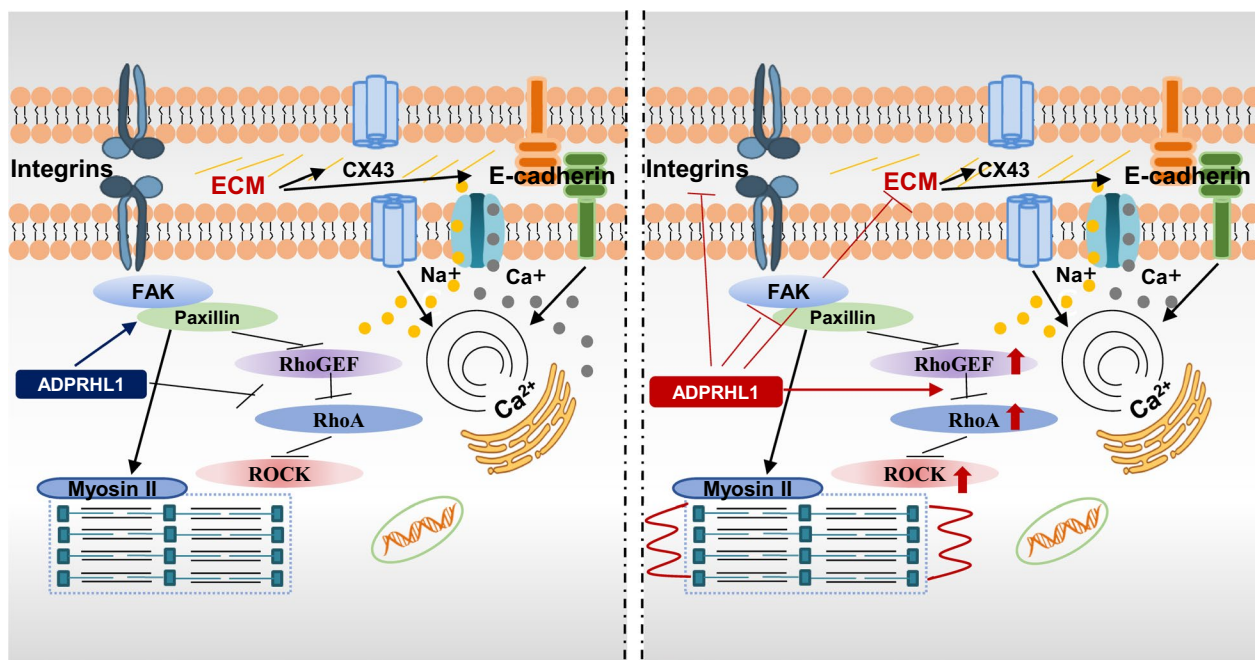 Integrins
ECM
CX43
E-cadherin
Na+
Ca+
FAK
Paxillin
RhoGEF
ADPRHL1
RhoA
Ca2+
ROCK
Myosin II
Integrins
ECM
CX43
E-cadherin
Na+
Ca+
FAK
Paxillin
RhoGEF
ADPRHL1
RhoA
Ca2+
ROCK
Myosin II